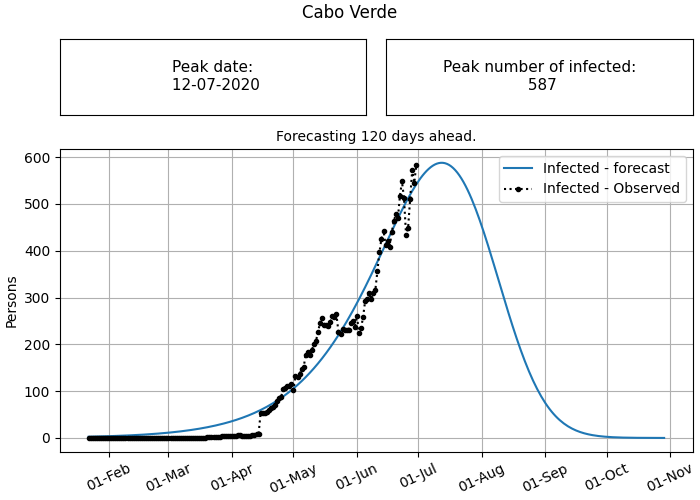 Cabo Verde
Peak date:
12-07-2020
Peak number of infected:
587
Forecasting 120 days ahead.
Infected - forecast
Infected - Observed
Persons
600
500
400
300
200
100
0
01-Feb
01-Mar
01-Apr
01-May
01-Jun
01-Jul
01-Aug
01-Sep
01-Oct
01-Nov